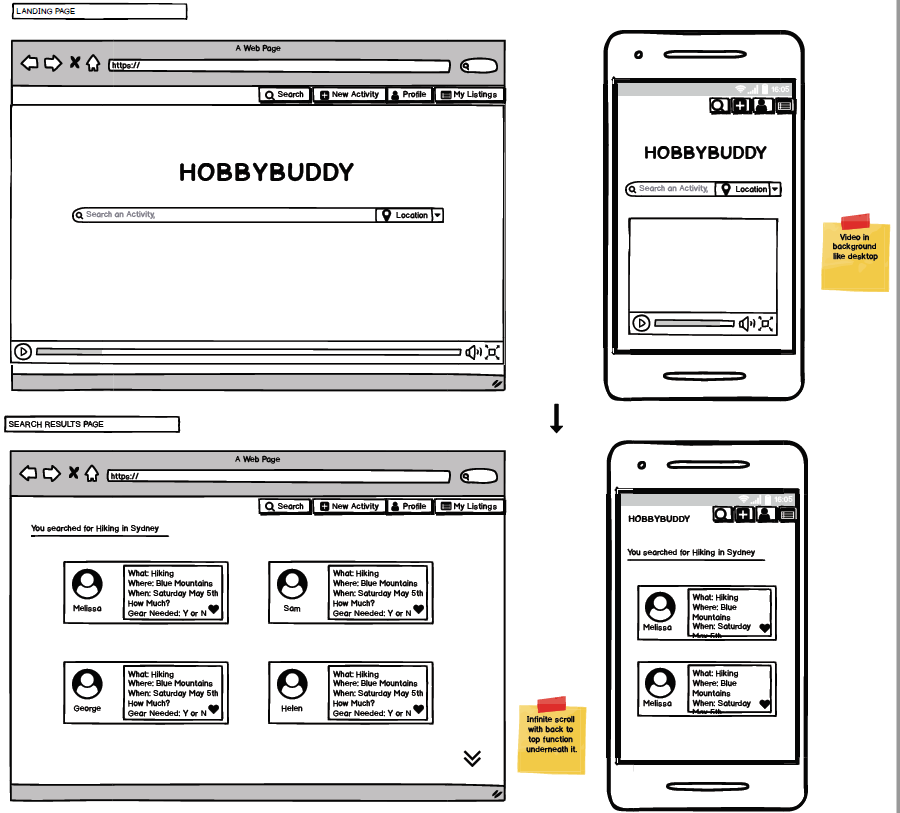 LANDING PAGE
A Web Page
https://
Search
New Activity
Profile
My Listings
HOBBYBUDDY
Search an Activity,
Location
16:05
HOBBYBUDDY
Search an Activity,
Location
Video in
background
like desktop
SEARCH RESULTS PAGE
A Web Page
https://
Search
New Activity
Profile
My Listings
You searched for Hiking in Sydney
Melissa
What: Hiking
Where: Blue Mountains
When: Saturday May 5th
How Much?
Gear Needed: Y or N
Sam
What: Hiking
Where: Blue Mountains
When: Saturday May 5th
How Much?
Gear Needed: Y or N
George
What: Hiking
Where: Blue Mountains
When: Saturday May 5th
How Much?
Gear Needed: Y or N
Helen
What: Hiking
Where: Blue Mountains
When: Saturday May 5th
How Much?
Gear Needed: Y or N
Infinite scroll
with back to
top function
underneath it.
16:05
HOBBYBUDDY
You searched for Hiking in Sydney
Melissa
What: Hiking
Where: Blue
Mountains
When: Saturday
May 5th
Melissa
What: Hiking
Where: Blue
Mountains
When: Saturday
May 5th